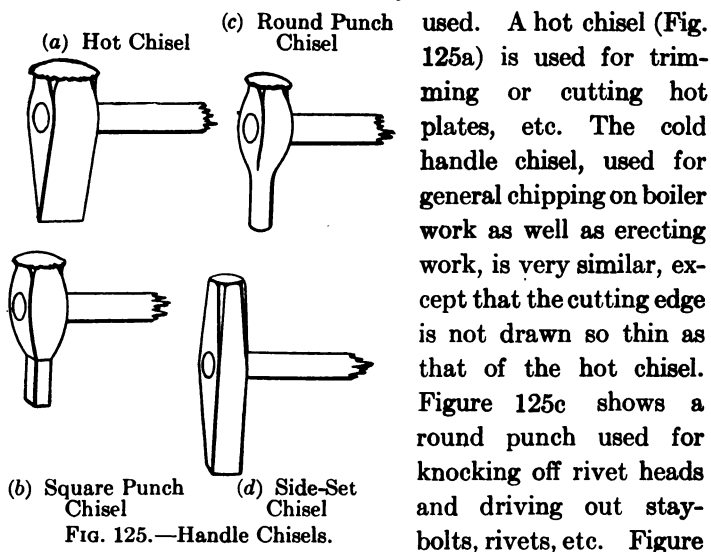 (a) Hot Chisel
(c) Round Punch
Chisel
(b) Square Punch
Chisel
(d) Side-Set
Chisel
FIG. 125.—Handle Chisels.
used. A hot chisel (Fig.
125a) is used for trim-
ming or cutting hot
plates, etc. The cold
handle chisel, used for
general chipping on boiler
work as well as erecting
work, is very similar, ex-
cept that the cutting edge
is not drawn so thin as
that of the hot chisel.
Figure 125c shows a
round punch used for
knocking off rivet heads
and driving out stay-
bolts, rivets, etc. Figure